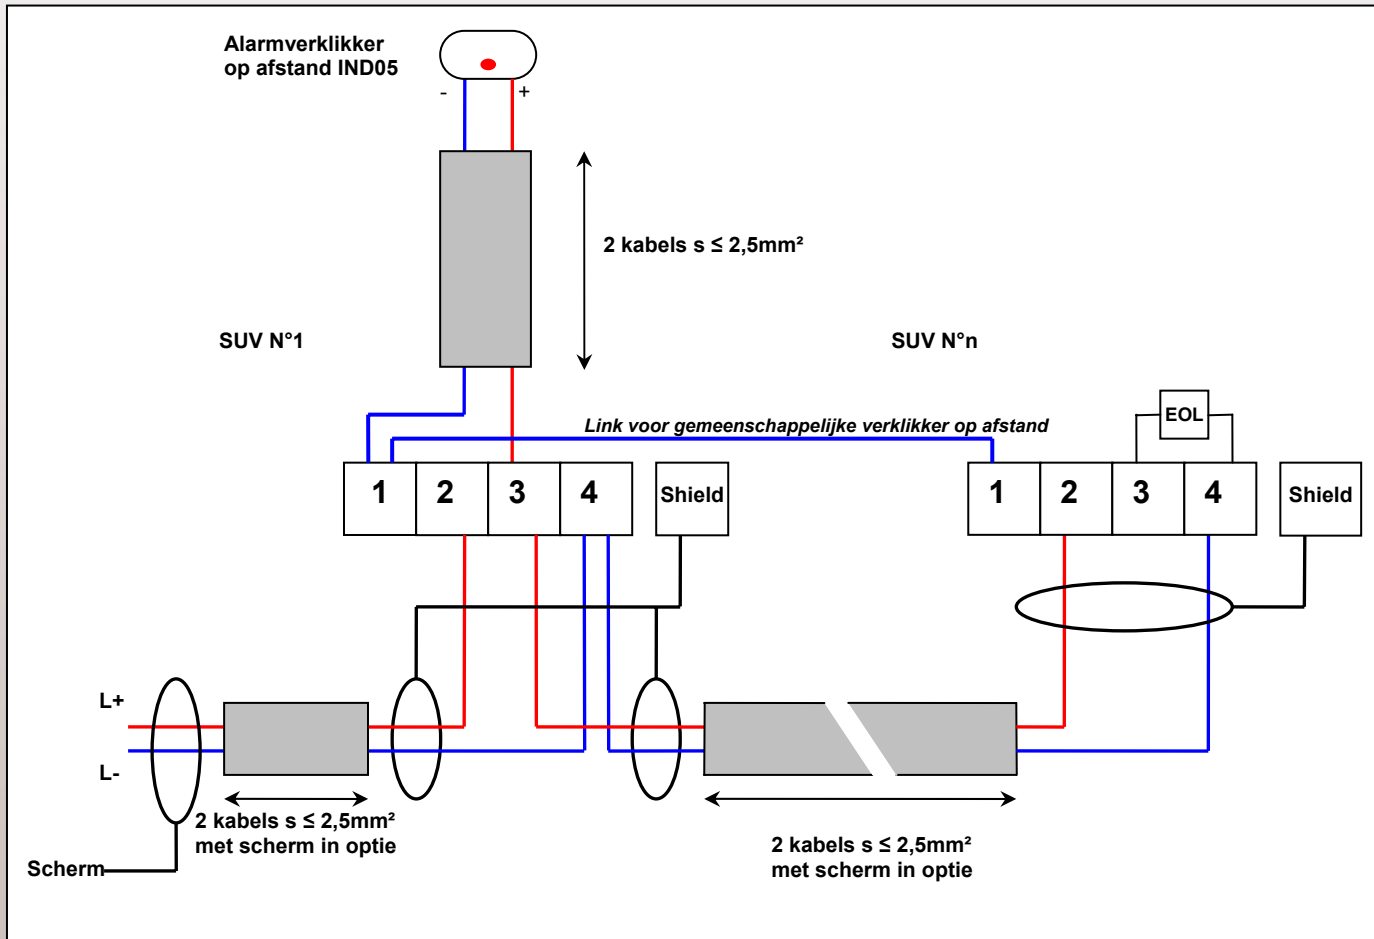 Alarmverklikker
op afstand IND05
- +
2 kabels s ≤ 2,5mm²
SUV N°1
SUV N°n
EOL
Link voor gemeenschappelijke verklikker op afstand
1 2 3 4 Shield
1 2 3 4 Shield
L+
L-
2 kabels s ≤ 2,5mm²
met scherm in optie
2 kabels s ≤ 2,5mm²
met scherm in optie
Scherm